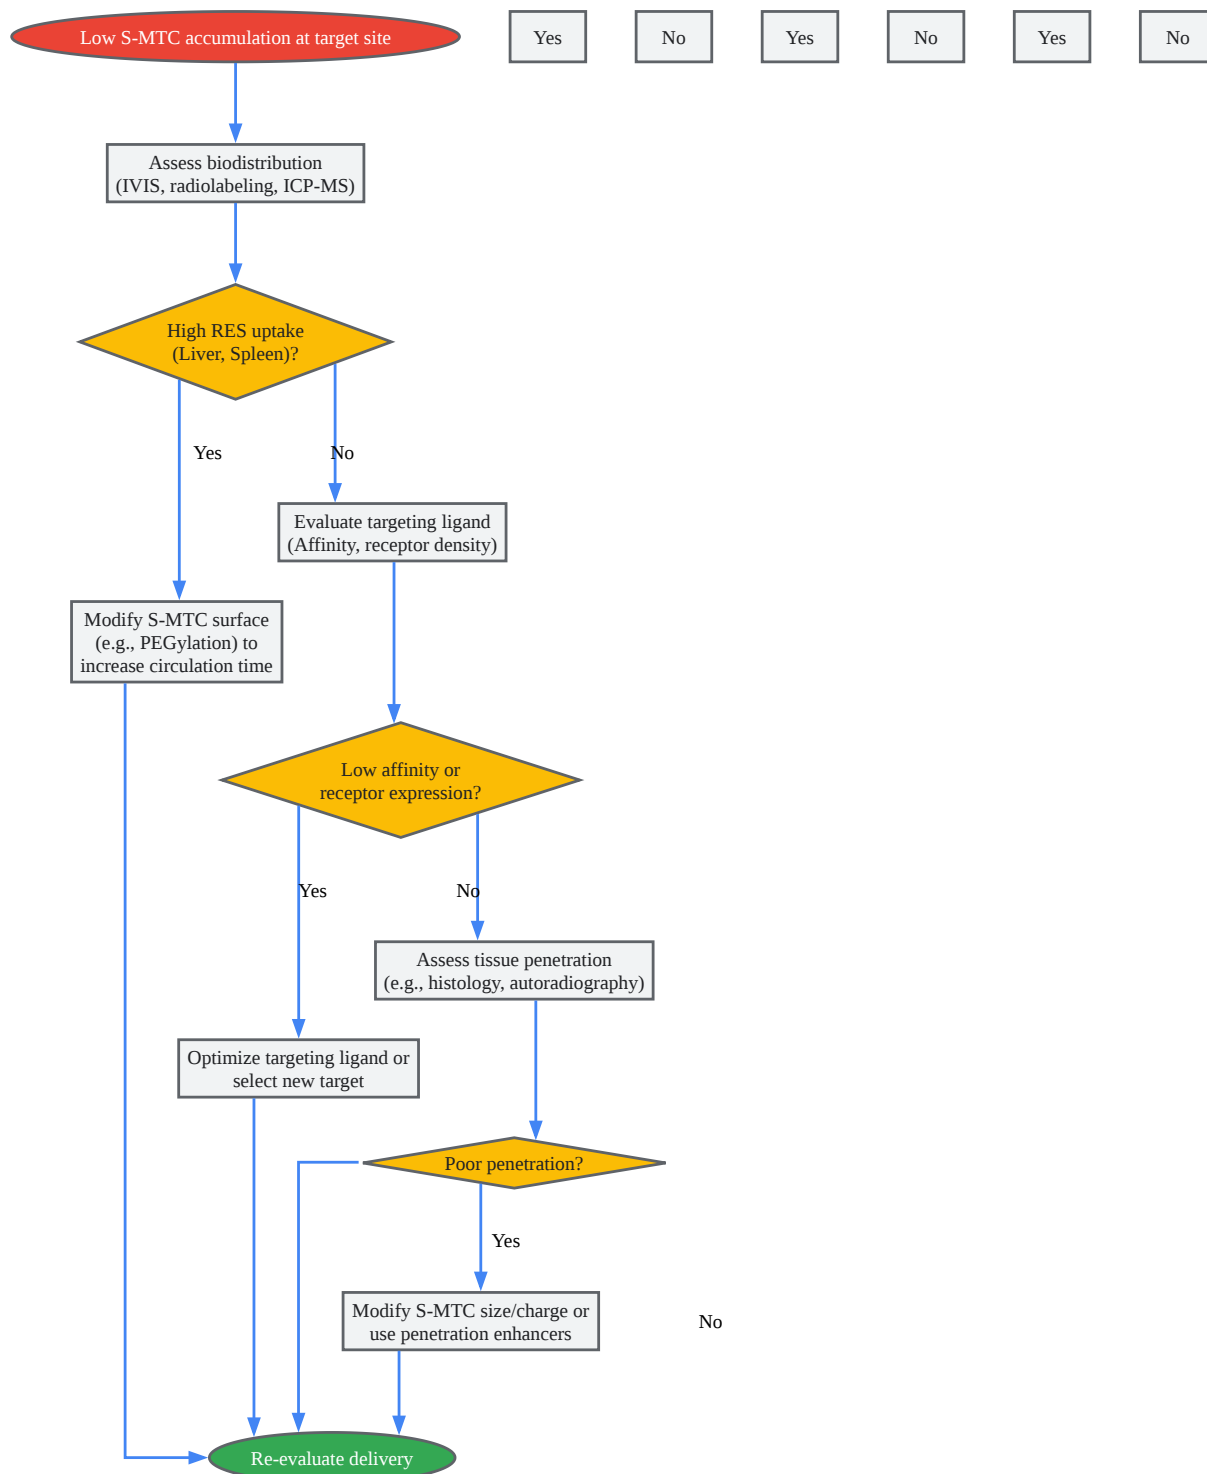 Low S-MTC accumulation at target site
Yes
No
Yes
No
Yes
No
Assess biodistribution
(IVIS, radiolabeling, ICP-MS)
High RES uptake
(Liver, Spleen)?
Yes
No
Evaluate targeting ligand
(Affinity, receptor density)
Modify S-MTC surface
(e.g., PEGylation) to
increase circulation time
Low affinity or
receptor expression?
Yes
No
Assess tissue penetration
(e.g., histology, autoradiography)
Optimize targeting ligand or
select new target
Poor penetration?
Yes
Modify S-MTC size/charge or
use penetration enhancers
No
Re-evaluate delivery